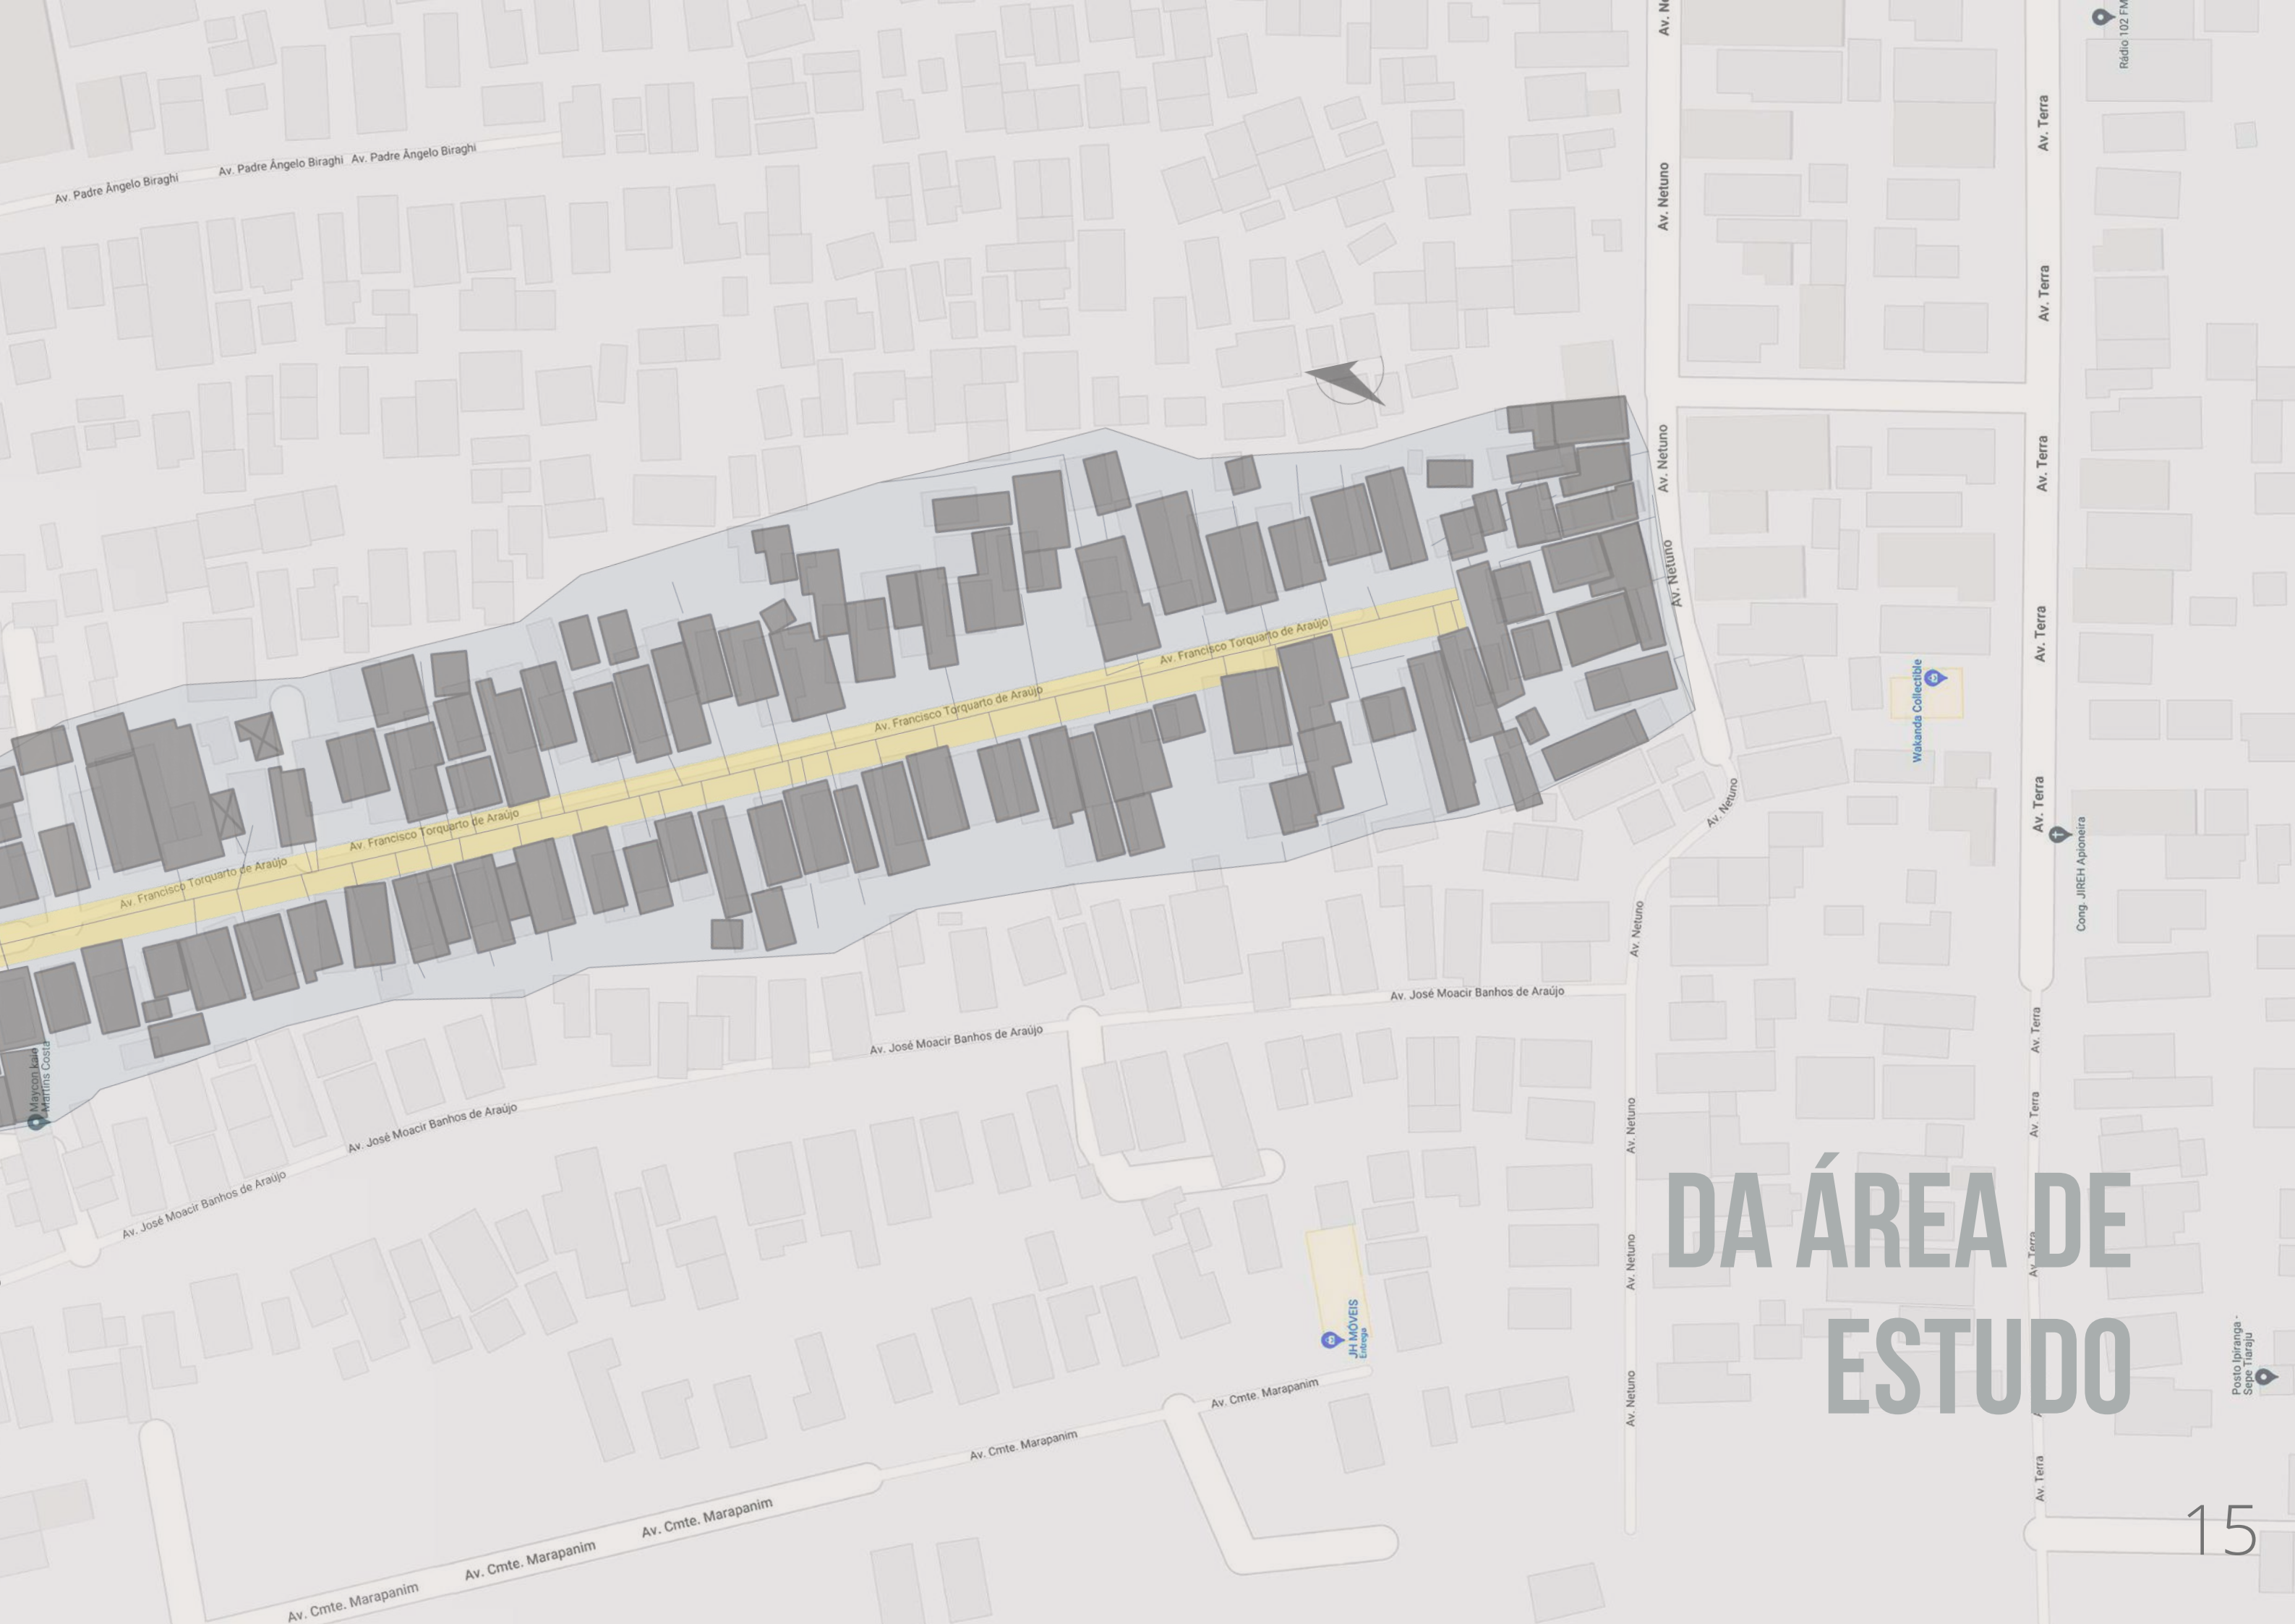 Av. Ne
Rádio 102 FM
Av. Terra
Av. Padre Ângelo Biraghi
Av. Padre Ângelo Biraghi
Av. Padre Ângelo Biraghi
Av. Netuno
Av. Terra
Av. Netuno
Av. Terra
Av. Netuno
Av. Francisco Torquarto de Araújo
Av. Terra
Wakanda Collectible
Av. Francisco Torquarto de Araújo
Av. Netuno
Av. Terra
Av. Francisco Torquarto de Araújo
Av. Francisco Torquarto de Araújo
Cong. JIREH Apioneira
Av. Netuno
Av. José Moacir Banhos de Araújo
Av. José Moacir Banhos de Araújo
Av. Terra
Maycon kaio
Martins Costa
Av. José Moacir Banhos de Araújo
Av. Netuno
Av. Terra
Av. José Moacir Banhos de Araújo
DA ÁREA DE
ESTUDO
Av. Netuno
Av. Terra
JH MÓVEIS
Entrega
Posto Ipiranga -
Sepe Tiaraju
Av. Cmte. Marapanim
Av. Netuno
Av. Cmte. Marapanim
Av. Terra
Av. Cmte. Marapanim
Av. Cmte. Marapanim
Av. Cmte. Marapanim
15